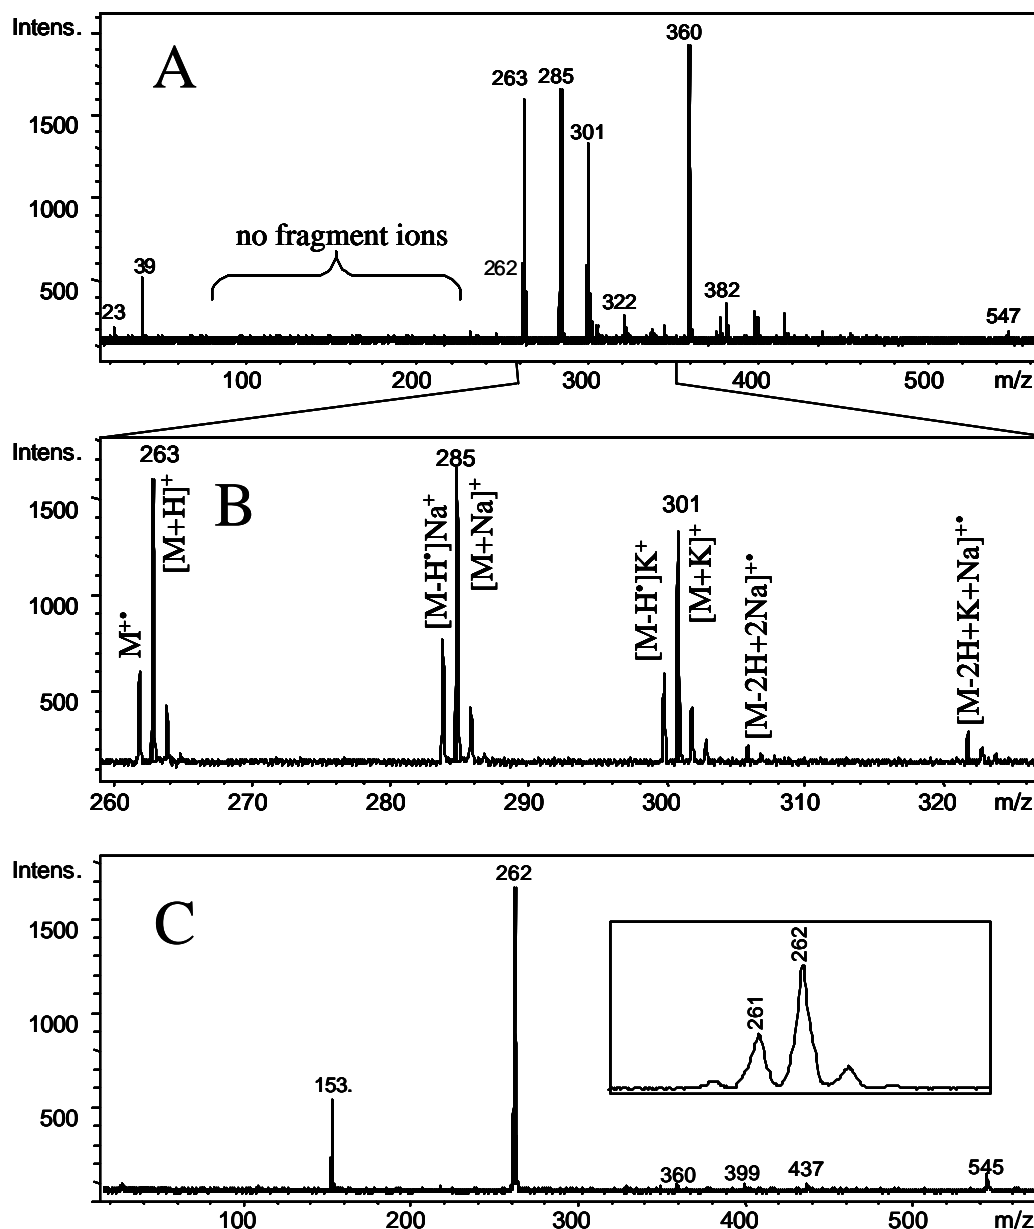 Intens.
A
1500
1000
500
23
39
no fragment ions
262
263
285
301
322
360
382
547
100
200
300
400
500
m/z
Intens.
B
1500
1000
500
M+•
263
[M+H]+
[M-H•]Na+
285
[M+Na]+
[M-H•]K+
301
[M+K]+
[M-2H+2Na]+•
[M-2H+K+Na]+•
260
270
280
290
300
310
320
m/z
Intens.
C
1500
1000
500
153.
262
261
262
360
399
437
545
100
200
300
400
500
m/z